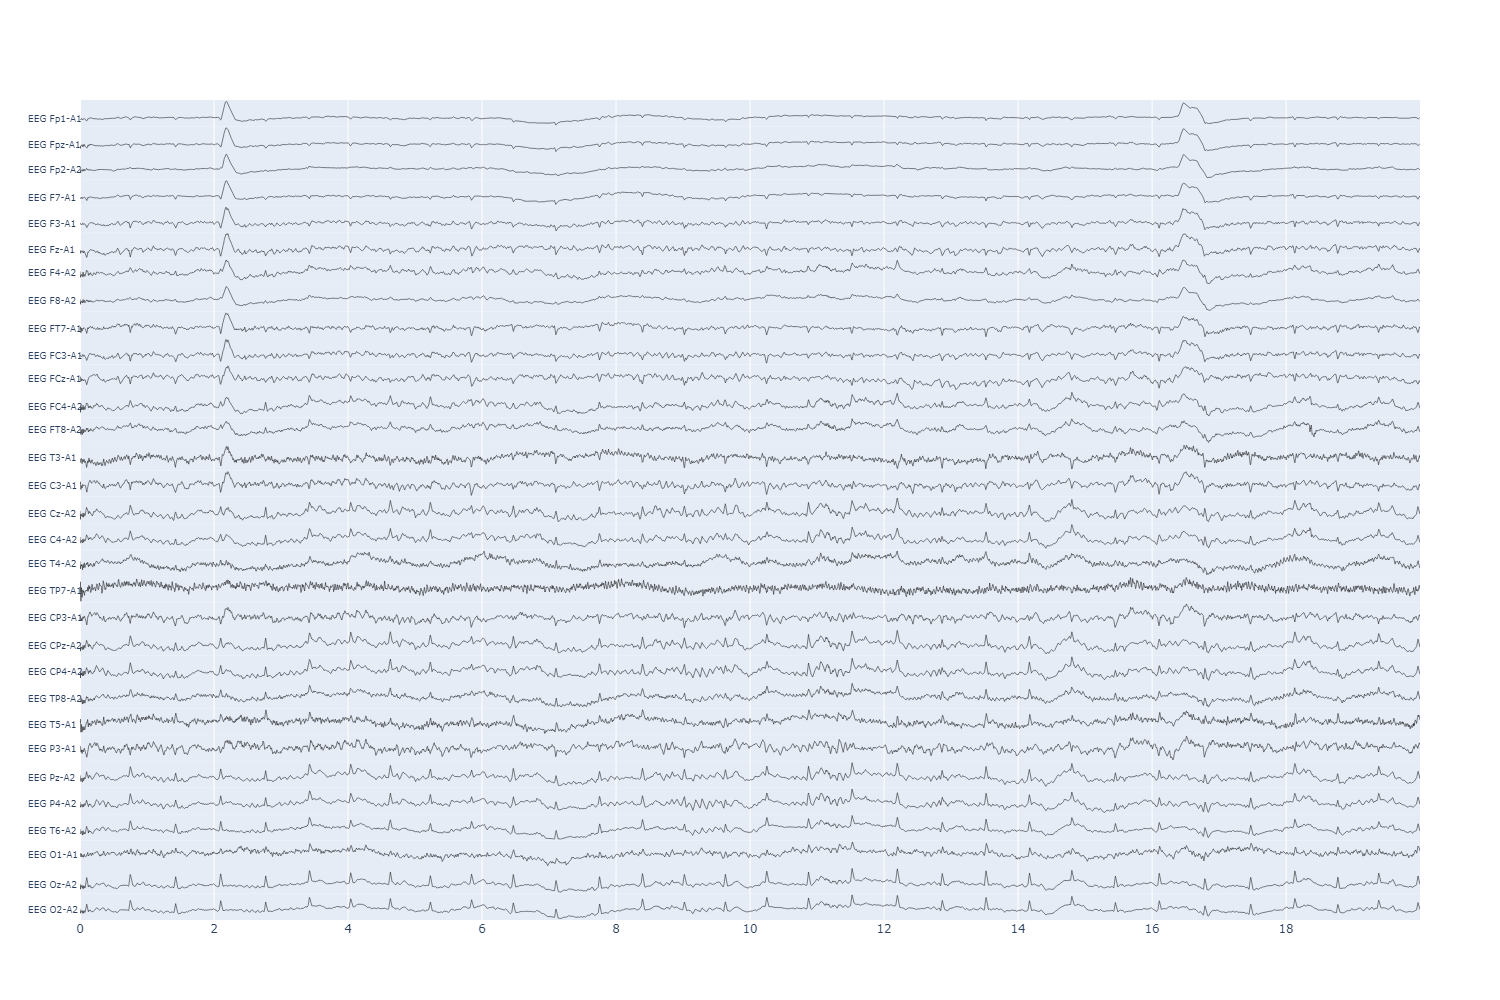 EEG Fp1-A1
EEG Fpz-A1
EEG Fp2-A2
EEG F7-A1
EEG F3-A1
EEG Fz-A1
EEG F4-A2
EEG F8-A2
EEG FT7-A1
EEG FC3-A1
EEG FCz-A1
EEG FC4-A2
EEG FT8-A2
EEG T3-A1
EEG C3-A1
EEG Cz-A2
EEG C4-A2
EEG T4-A2
EEG TP7-A1
EEG CP3-A1
EEG CPz-A2
EEG CP4-A2
EEG TP8-A2
EEG T5-A1
EEG P3-A1
EEG Pz-A2
EEG P4-A2
EEG T6-A2
EEG O1-A1
EEG Oz-A2
EEG O2-A2
0 2 4 6 8 10 12 14 16 18